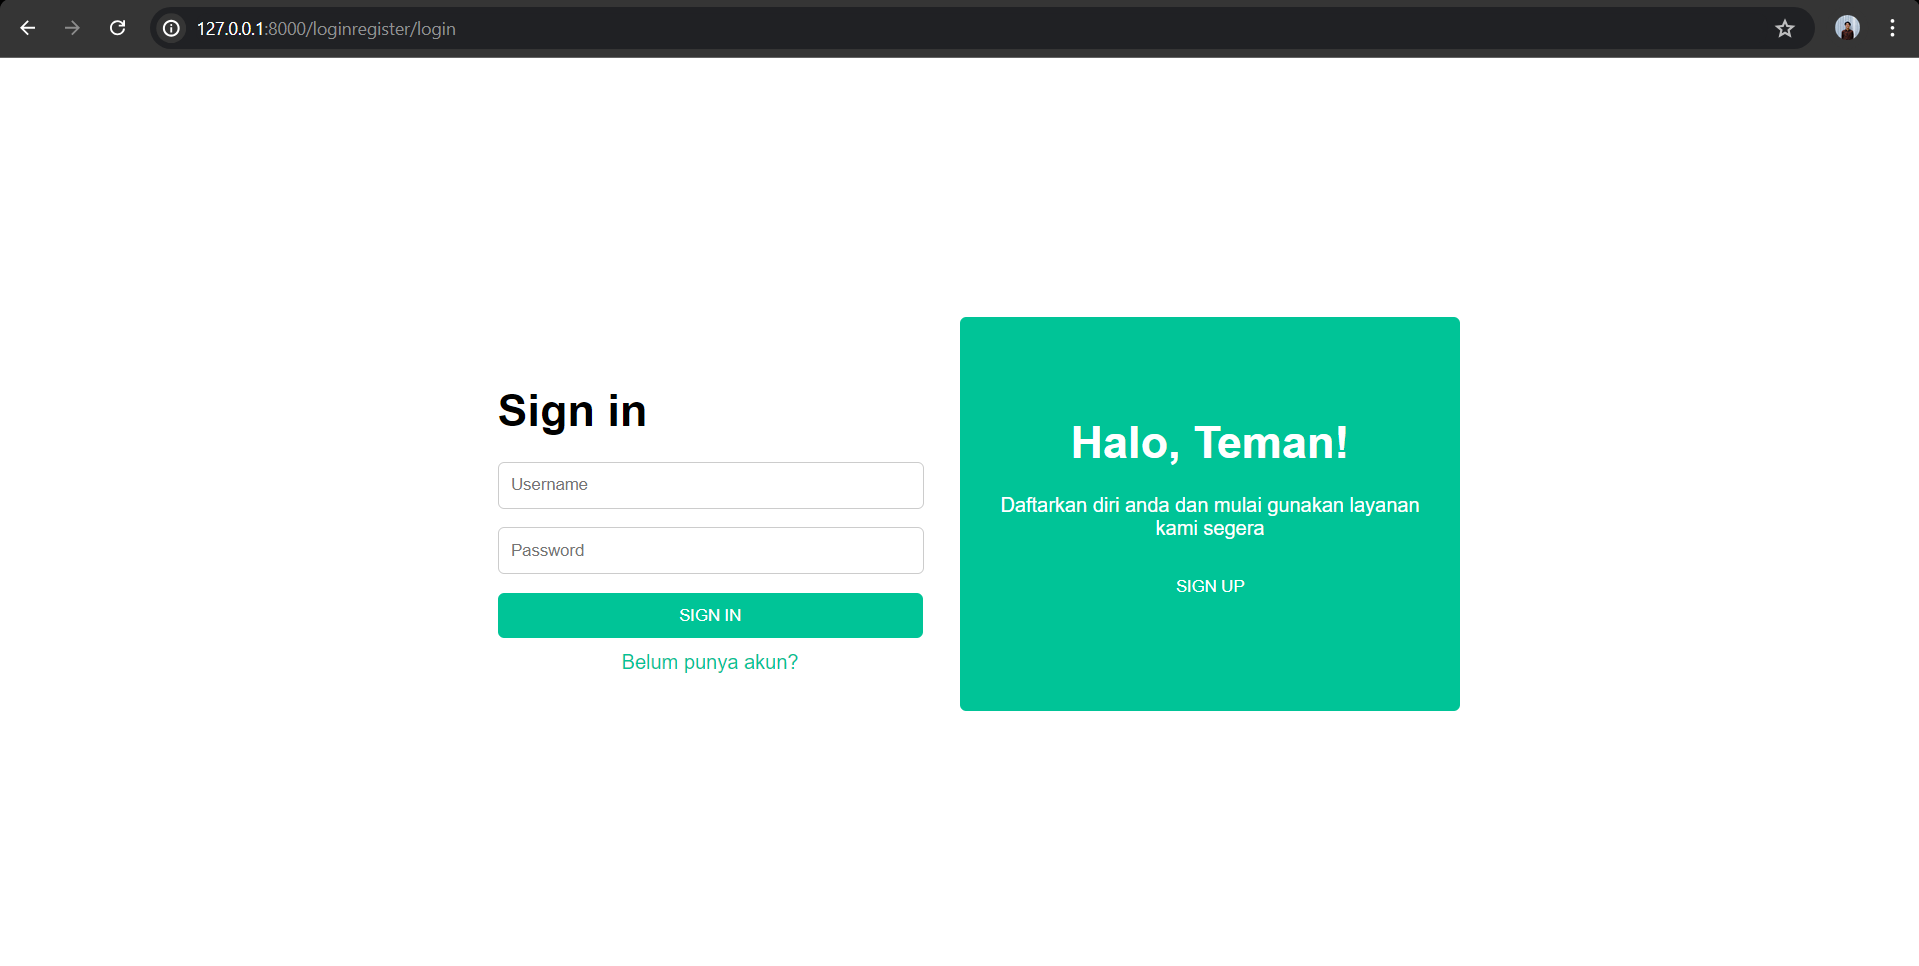 127.0.0.1:8000/loginregister/login
Sign in
Username
Password
SIGN IN
Belum punya akun?
Halo, Teman!
Daftarkan diri anda dan mulai gunakan layanan
kami segera
SIGN UP